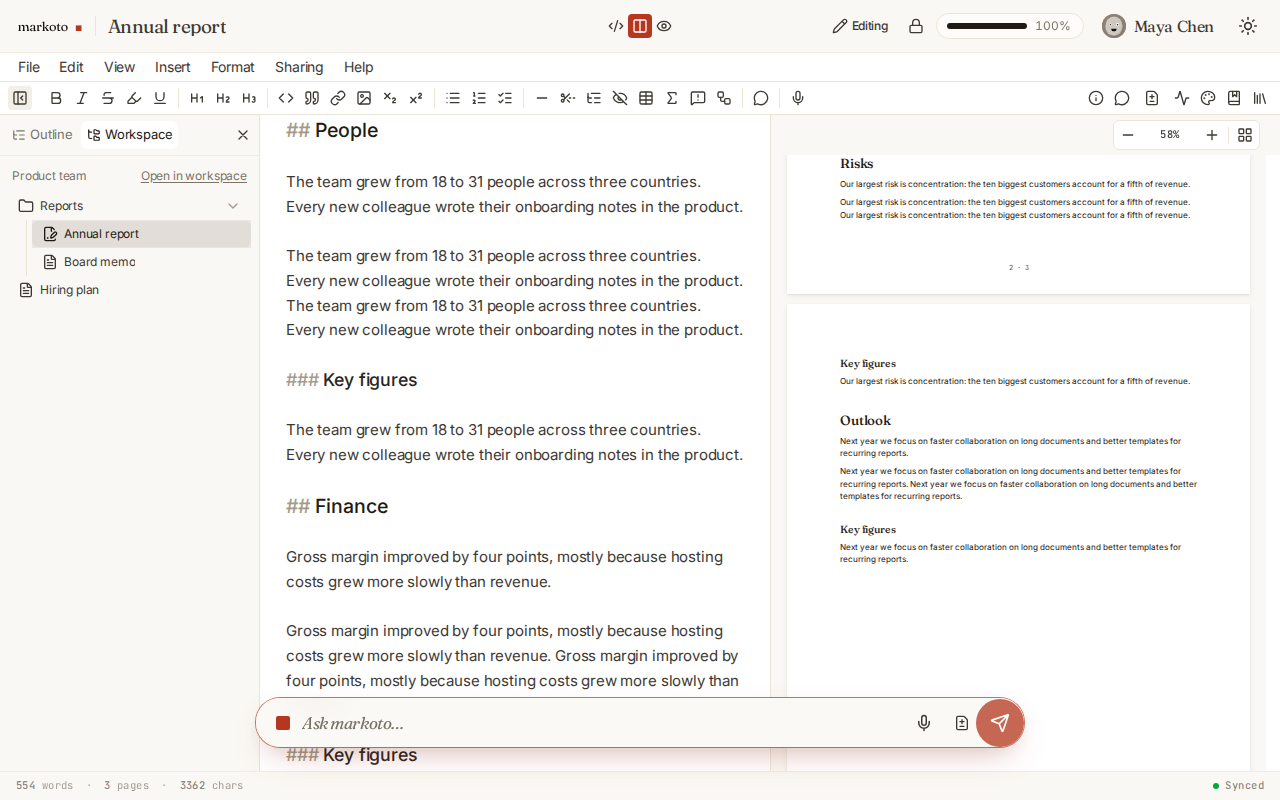 markoto
Annual report
</>
Editing
100%
Maya Chen
File Edit View Insert Format Sharing Help
B I S U H1 H2 H3 X2 X2 Σ
Outline
Workspace
Product team
Open in workspace
Reports
Annual report
Board memo
Hiring plan
## People
The team grew from 18 to 31 people across three countries.
Every new colleague wrote their onboarding notes in the product.
The team grew from 18 to 31 people across three countries.
Every new colleague wrote their onboarding notes in the product.
The team grew from 18 to 31 people across three countries.
Every new colleague wrote their onboarding notes in the product.
### Key figures
The team grew from 18 to 31 people across three countries.
Every new colleague wrote their onboarding notes in the product.
## Finance
Gross margin improved by four points, mostly because hosting
costs grew more slowly than revenue.
Gross margin improved by four points, mostly because hosting
costs grew more slowly than revenue. Gross margin improved by
four points, mostly because hosting costs grew more slowly than
### Key figures
58%
Risks
Our largest risk is concentration: the ten biggest customers account for a fifth of revenue.
Our largest risk is concentration: the ten biggest customers account for a fifth of revenue.
Our largest risk is concentration: the ten biggest customers account for a fifth of revenue.
2 - 3
Key figures
Our largest risk is concentration: the ten biggest customers account for a fifth of revenue.
Outlook
Next year we focus on faster collaboration on long documents and better templates for
recurring reports.
Next year we focus on faster collaboration on long documents and better templates for
recurring reports. Next year we focus on faster collaboration on long documents and better
templates for recurring reports.
Key figures
Next year we focus on faster collaboration on long documents and better templates for
recurring reports.
Ask markoto...
554 words · 3 pages · 3362 chars
Synced